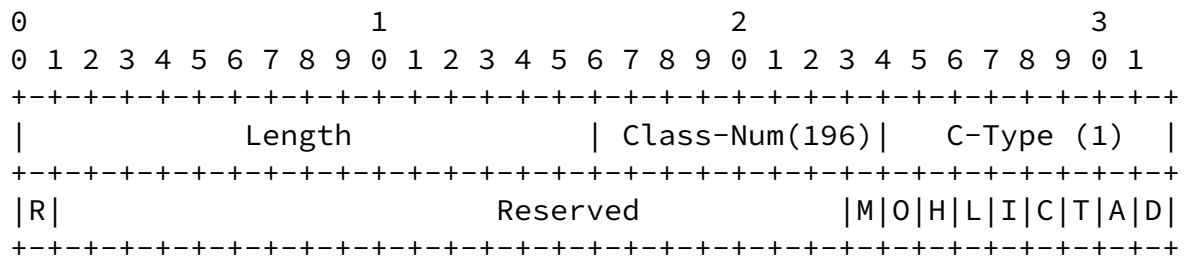 0                   1                   2                   3
0 1 2 3 4 5 6 7 8 9 0 1 2 3 4 5 6 7 8 9 0 1 2 3 4 5 6 7 8 9 0 1
+-+-+-+-+-+-+-+-+-+-+-+-+-+-+-+-+-+-+-+-+-+-+-+-+-+-+-+-+-+-+-+-+
|            Length             | Class-Num(196)|   C-Type (1)  |
+-+-+-+-+-+-+-+-+-+-+-+-+-+-+-+-+-+-+-+-+-+-+-+-+-+-+-+-+-+-+-+-+
|R|                        Reserved           |M|O|H|L|I|C|T|A|D|
+-+-+-+-+-+-+-+-+-+-+-+-+-+-+-+-+-+-+-+-+-+-+-+-+-+-+-+-+-+-+-+-+